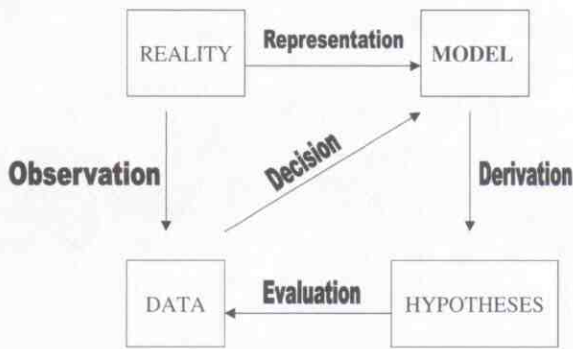 Representation
REALITY
MODEL
Observation
Decision
Derivation
DATA
Evaluation
HYPOTHESES